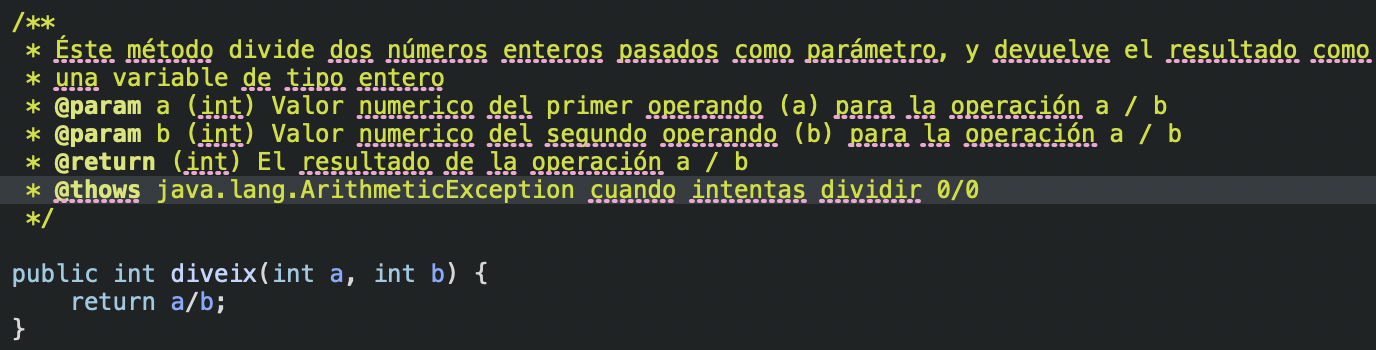 /**
 * Éste método divide dos números enteros pasados como parámetro, y devuelve el resultado como
 * una variable de tipo entero
 * @param a (int) Valor numerico del primer operando (a) para la operación a / b
 * @param b (int) Valor numerico del segundo operando (b) para la operación a / b
 * @return (int) El resultado de la operación a / b
 * @thows java.lang.ArithmeticException cuando intentas dividir 0/0
 */
public int diveix(int a, int b) {
    return a/b;
}